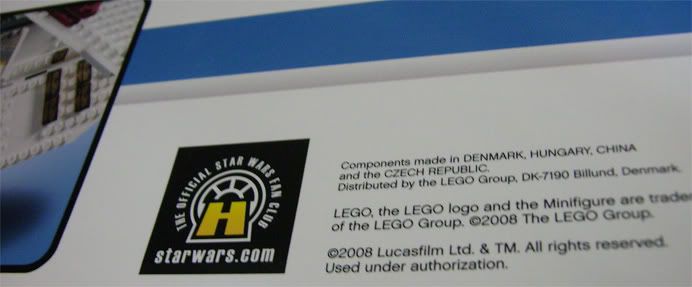 THE OFFICIAL STAR WARS FAN CLUB
H
starwars.com
Components made in DENMARK, HUNGARY, CHINA
and the CZECH REPUBLIC.
Distributed by the LEGO Group, DK-7190 Billund, Denmark.
LEGO, the LEGO logo and the Minifigure are trade
of the LEGO Group. ©2008 The LEGO Group.
©2008 Lucasfilm Ltd. & TM. All rights reserved.
Used under authorization.